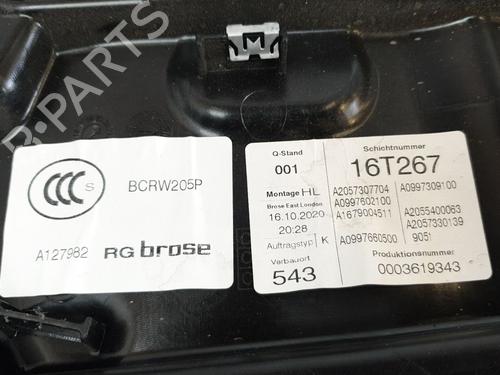 B-PARTS
CCC S
BCRW205P
A127982 RG brose
Q-Stand
001
Schichtnummer
16T267
Montage HL
Brose East London
16.10.2020
20:28
Auftragstyp K
Verbauort
543
A2057307704
A0997602100
A1679004511
A0997660500
A0997309100
A2055400063
A2057330139
9051
Produktionsnummer
0003619343